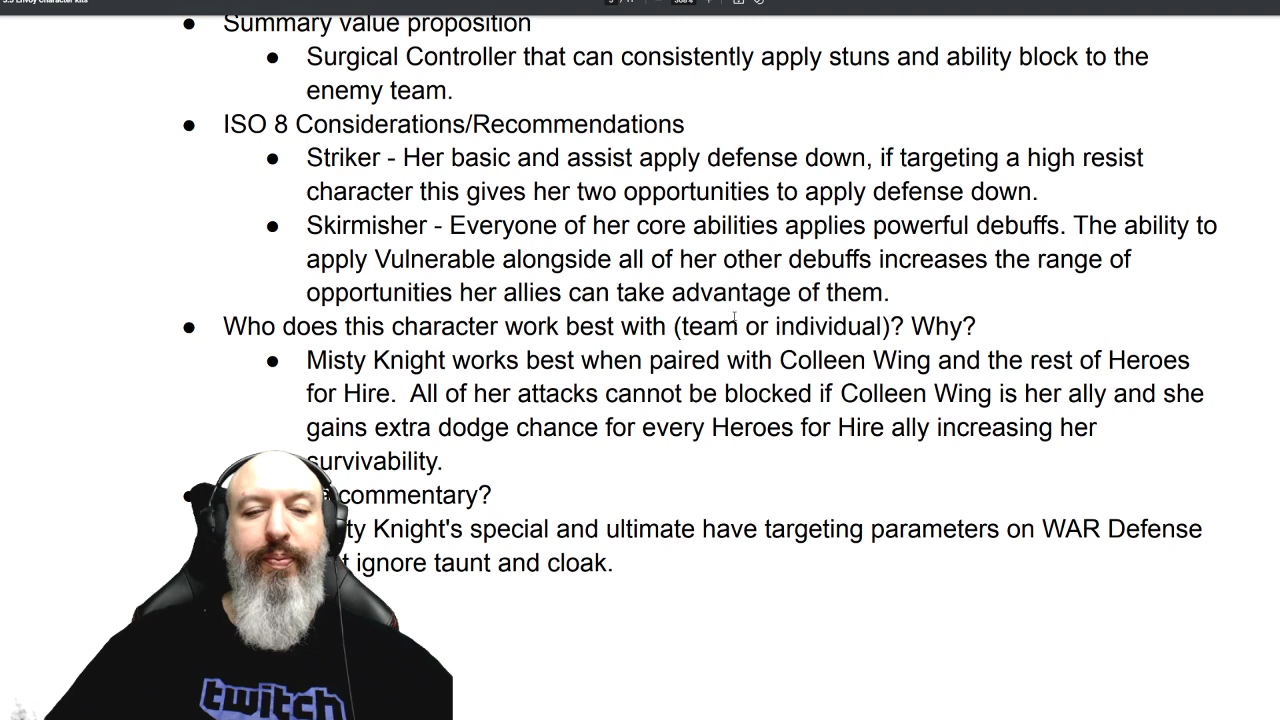 3.5 Envoy Character Kits
Summary value proposition
Surgical Controller that can consistently apply stuns and ability block to the
enemy team.
ISO 8 Considerations/Recommendations
Striker - Her basic and assist apply defense down, if targeting a high resist
character this gives her two opportunities to apply defense down.
Skirmisher - Everyone of her core abilities applies powerful debuffs. The ability to
apply Vulnerable alongside all of her other debuffs increases the range of
opportunities her allies can take advantage of them.
Who does this character work best with (team or individual)? Why?
Misty Knight works best when paired with Colleen Wing and the rest of Heroes
for Hire.  All of her attacks cannot be blocked if Colleen Wing is her ally and she
gains extra dodge chance for every Heroes for Hire ally increasing her
survivability.
commentary?
ty Knight's special and ultimate have targeting parameters on WAR Defense
t ignore taunt and cloak.
twitch